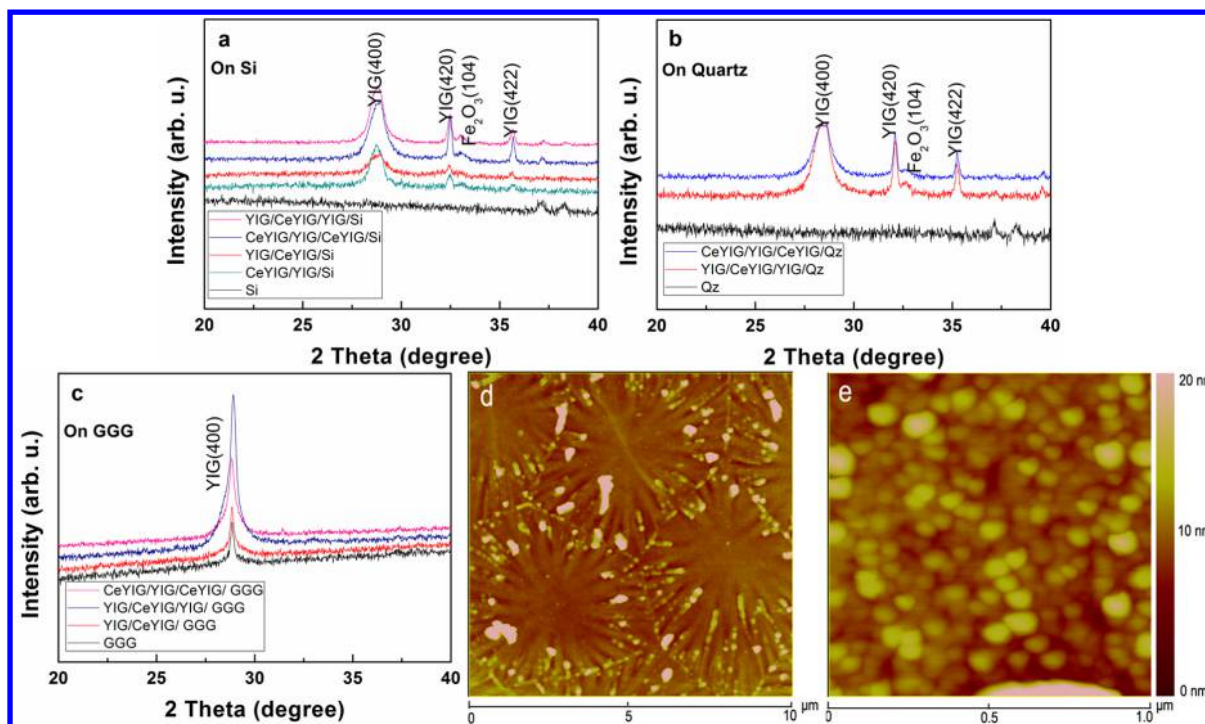 a
On Si
YIG(400)
YIG(420)
Fe2O3(104)
YIG(422)
Intensity (arb. u.)
YIG/CeYIG/YIG/Si
CeYIG/YIG/CeYIG/Si
YIG/CeYIG/Si
CeYIG/YIG/Si
Si
20 25 30 35 40
2 Theta (degree)
b
On Quartz
YIG(400)
YIG(420)
Fe2O3(104)
YIG(422)
Intensity (arb. u.)
CeYIG/YIG/CeYIG/Qz
YIG/CeYIG/YIG/Qz
Qz
20 25 30 35 40
2 Theta (degree)
c
On GGG
YIG(400)
Intensity (arb. u.)
CeYIG/YIG/CeYIG/ GGG
YIG/CeYIG/YIG/ GGG
YIG/CeYIG/ GGG
GGG
20 25 30 35 40
2 Theta (degree)
d
0 5 10 μm
e
20 nm
10 nm
0 nm
0 0.5 1.0 μm